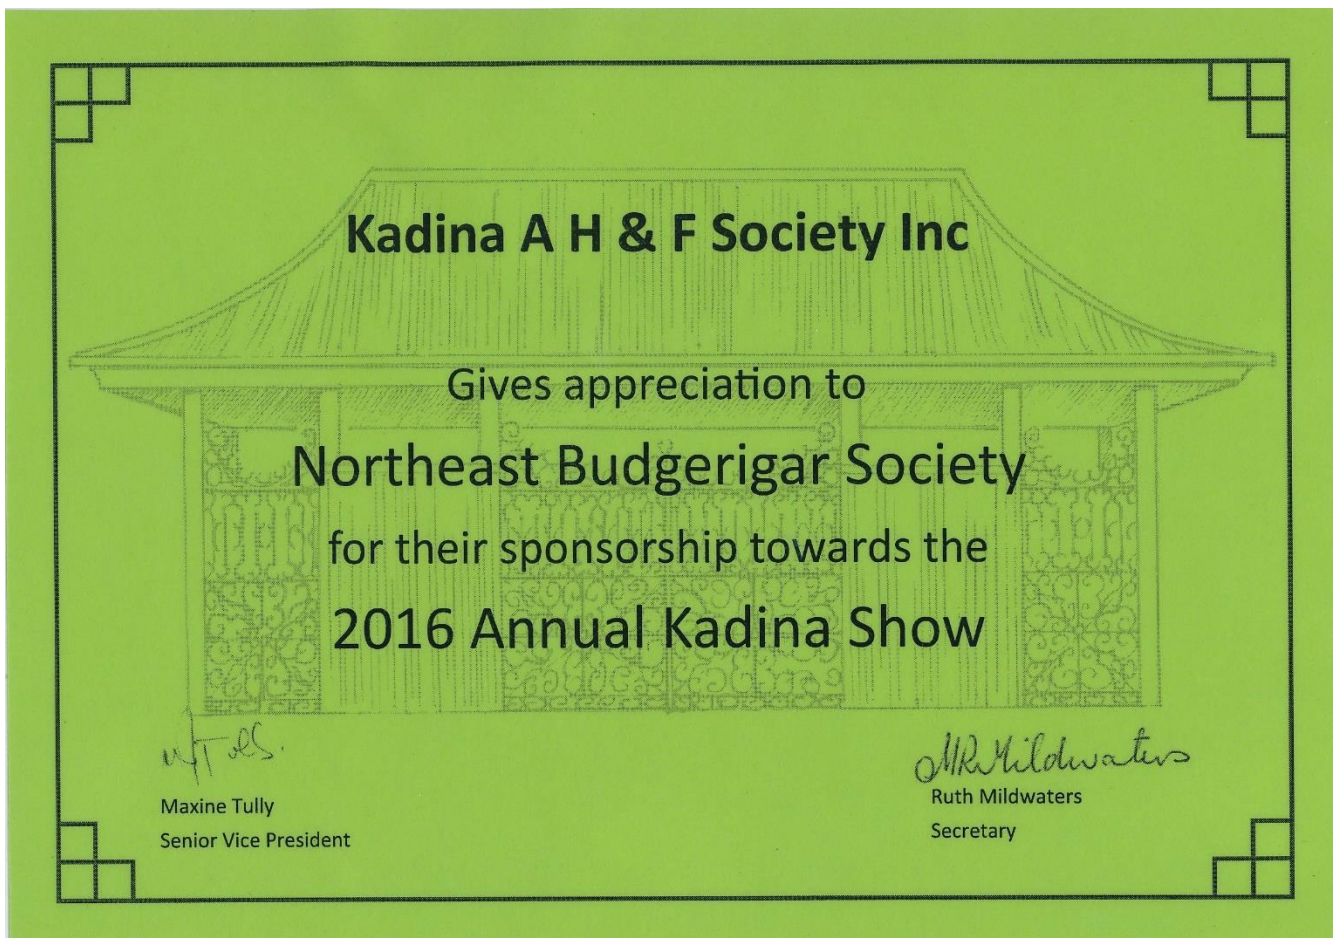 Kadina A H & F Society Inc
Gives appreciation to
Northeast Budgerigar Society
for their sponsorship towards the
2016 Annual Kadina Show
MRMildwaters
Maxine Tully
Senior Vice President
Ruth Mildwaters
Secretary